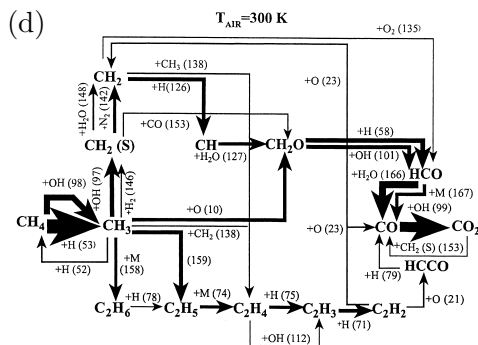 (d)
T_AIR=300 K
+O₂ (135)
CH₂
+CH₃ (138)
+H(126)
+O (23)
+H₂O (148)
-N₂ (142)
+CO (153)
CH₂ (S)
CH
+H₂O (127)
CH₂O
+H (58)
+OH (101)
HCO
+OH (98)
+OH (97)
+H₂ (146)
+H₂O (166)
+M (167)
+OH (99)
CH₄
+H (53)
CH₃
+O (10)
+CH₂ (138)
+O (23)
CO
CO₂
+CH₂ (S) (153)
+H (52)
+M
(158)
(159)
+H (79)
HCCO
C₂H₆
+H (78)
C₂H₅
+M (74)
C₂H₄
+H (75)
C₂H₃
+H (71)
C₂H₂
+O (21)
+OH (112)